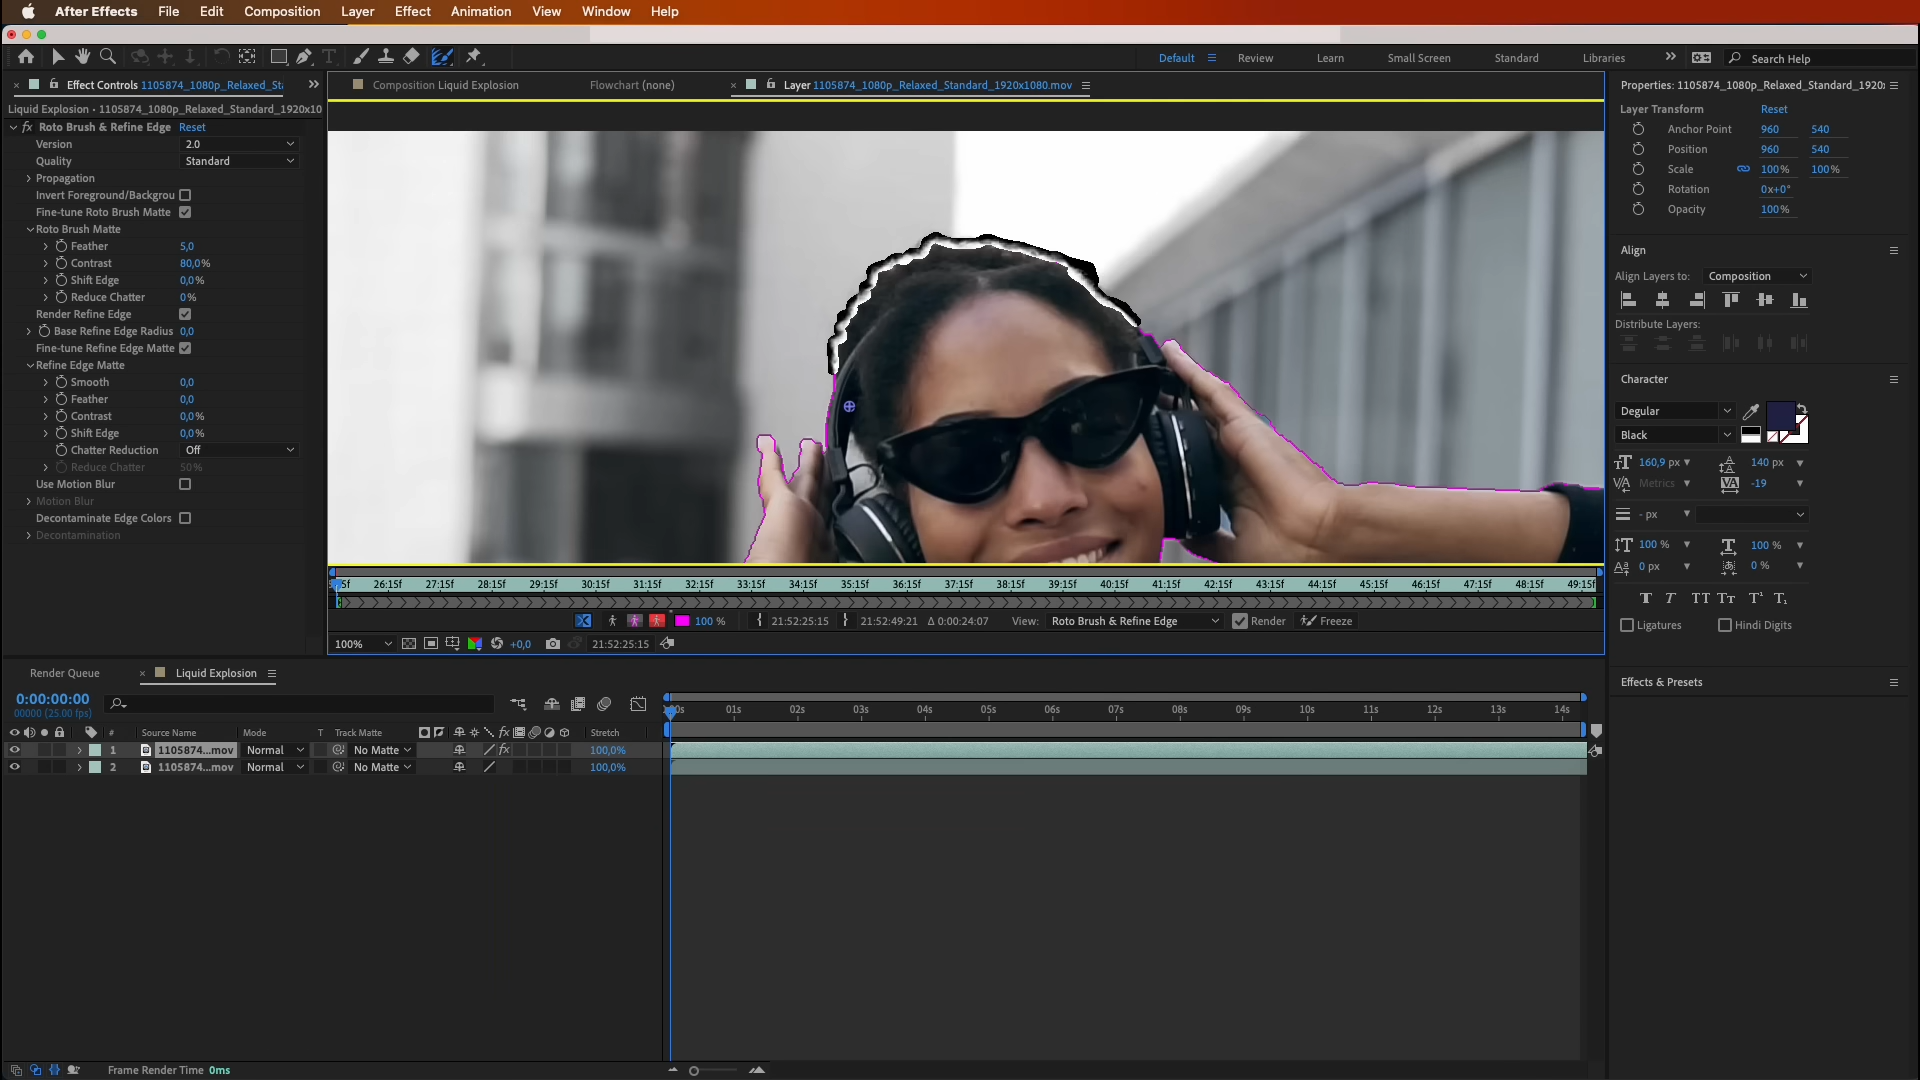 After Effects File Edit Composition Layer Effect Animation View Window Help
Default Review Learn Small Screen Standard Libraries Search Help
Effect Controls 1105874_1080p_Relaxed_St
Composition Liquid Explosion
Flowchart (none)
Layer 1105874_1080p_Relaxed_Standard_1920x1080.mov
Liquid Explosion • 1105874_1080p_Relaxed_Standard_1920x10
fx Roto Brush & Refine Edge Reset
Version 2.0
Quality Standard
Propagation
Invert Foreground/Backgrou
Fine-tune Roto Brush Matte
Roto Brush Matte
Feather 5,0
Contrast 80,0%
Shift Edge 0,0%
Reduce Chatter 0%
Render Refine Edge
Base Refine Edge Radius 0,0
Fine-tune Refine Edge Matte
Refine Edge Matte
Smooth 0,0
Feather 0,0
Contrast 0,0%
Shift Edge 0,0%
Chatter Reduction Off
Reduce Chatter 50%
Use Motion Blur
Motion Blur
Decontaminate Edge Colors
Decontamination
26:15f 27:15f 28:15f 29:15f 30:15f 31:15f 32:15f 33:15f 34:15f 35:15f 36:15f 37:15f 38:15f 39:15f 40:15f 41:15f 42:15f 43:15f 44:15f 45:15f 46:15f 47:15f 48:15f 49:15f
100% 21:52:25:15 21:52:49:21 Δ 0:00:24:07 View: Roto Brush & Refine Edge Render Freeze
100% +0,0 21:52:25:15
Properties: 1105874_1080p_Relaxed_Standard_1920
Layer Transform Reset
Anchor Point 960 540
Position 960 540
Scale 100% 100%
Rotation 0x+0°
Opacity 100%
Align
Align Layers to: Composition
Distribute Layers:
Character
Degular
Black
160,9 px 140 px
Metrics -19
- px
100 % 100 %
0 px 0 %
T T TT Tt T¹ T₁
Ligatures Hindi Digits
Effects & Presets
Render Queue
Liquid Explosion
0:00:00:00
00000 (25.00 fps)
01s 02s 03s 04s 05s 06s 07s 08s 09s 10s 11s 12s 13s 14s
# Source Name Mode T Track Matte fx Stretch
1 1105874...mov Normal No Matte fx 100,0%
2 1105874...mov Normal No Matte 100,0%
Frame Render Time 0ms